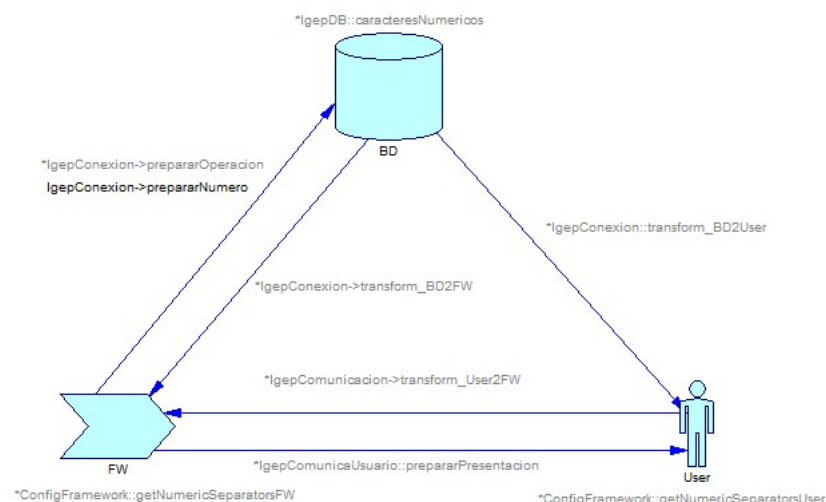 *IgepDB::caracteresNumericos
BD
*IgepConexion->prepararOperacion
IgepConexion->prepararNumero
*IgepConexion::transform_BD2User
*IgepConexion->transform_BD2FW
*IgepComunicacion->transform_User2FW
*IgepComunicaUsuario::prepararPresentacion
FW
User
*ConfigFramework::getNumericSeparatorsFW
*ConfigFramework::getNumericSeparatorsUser